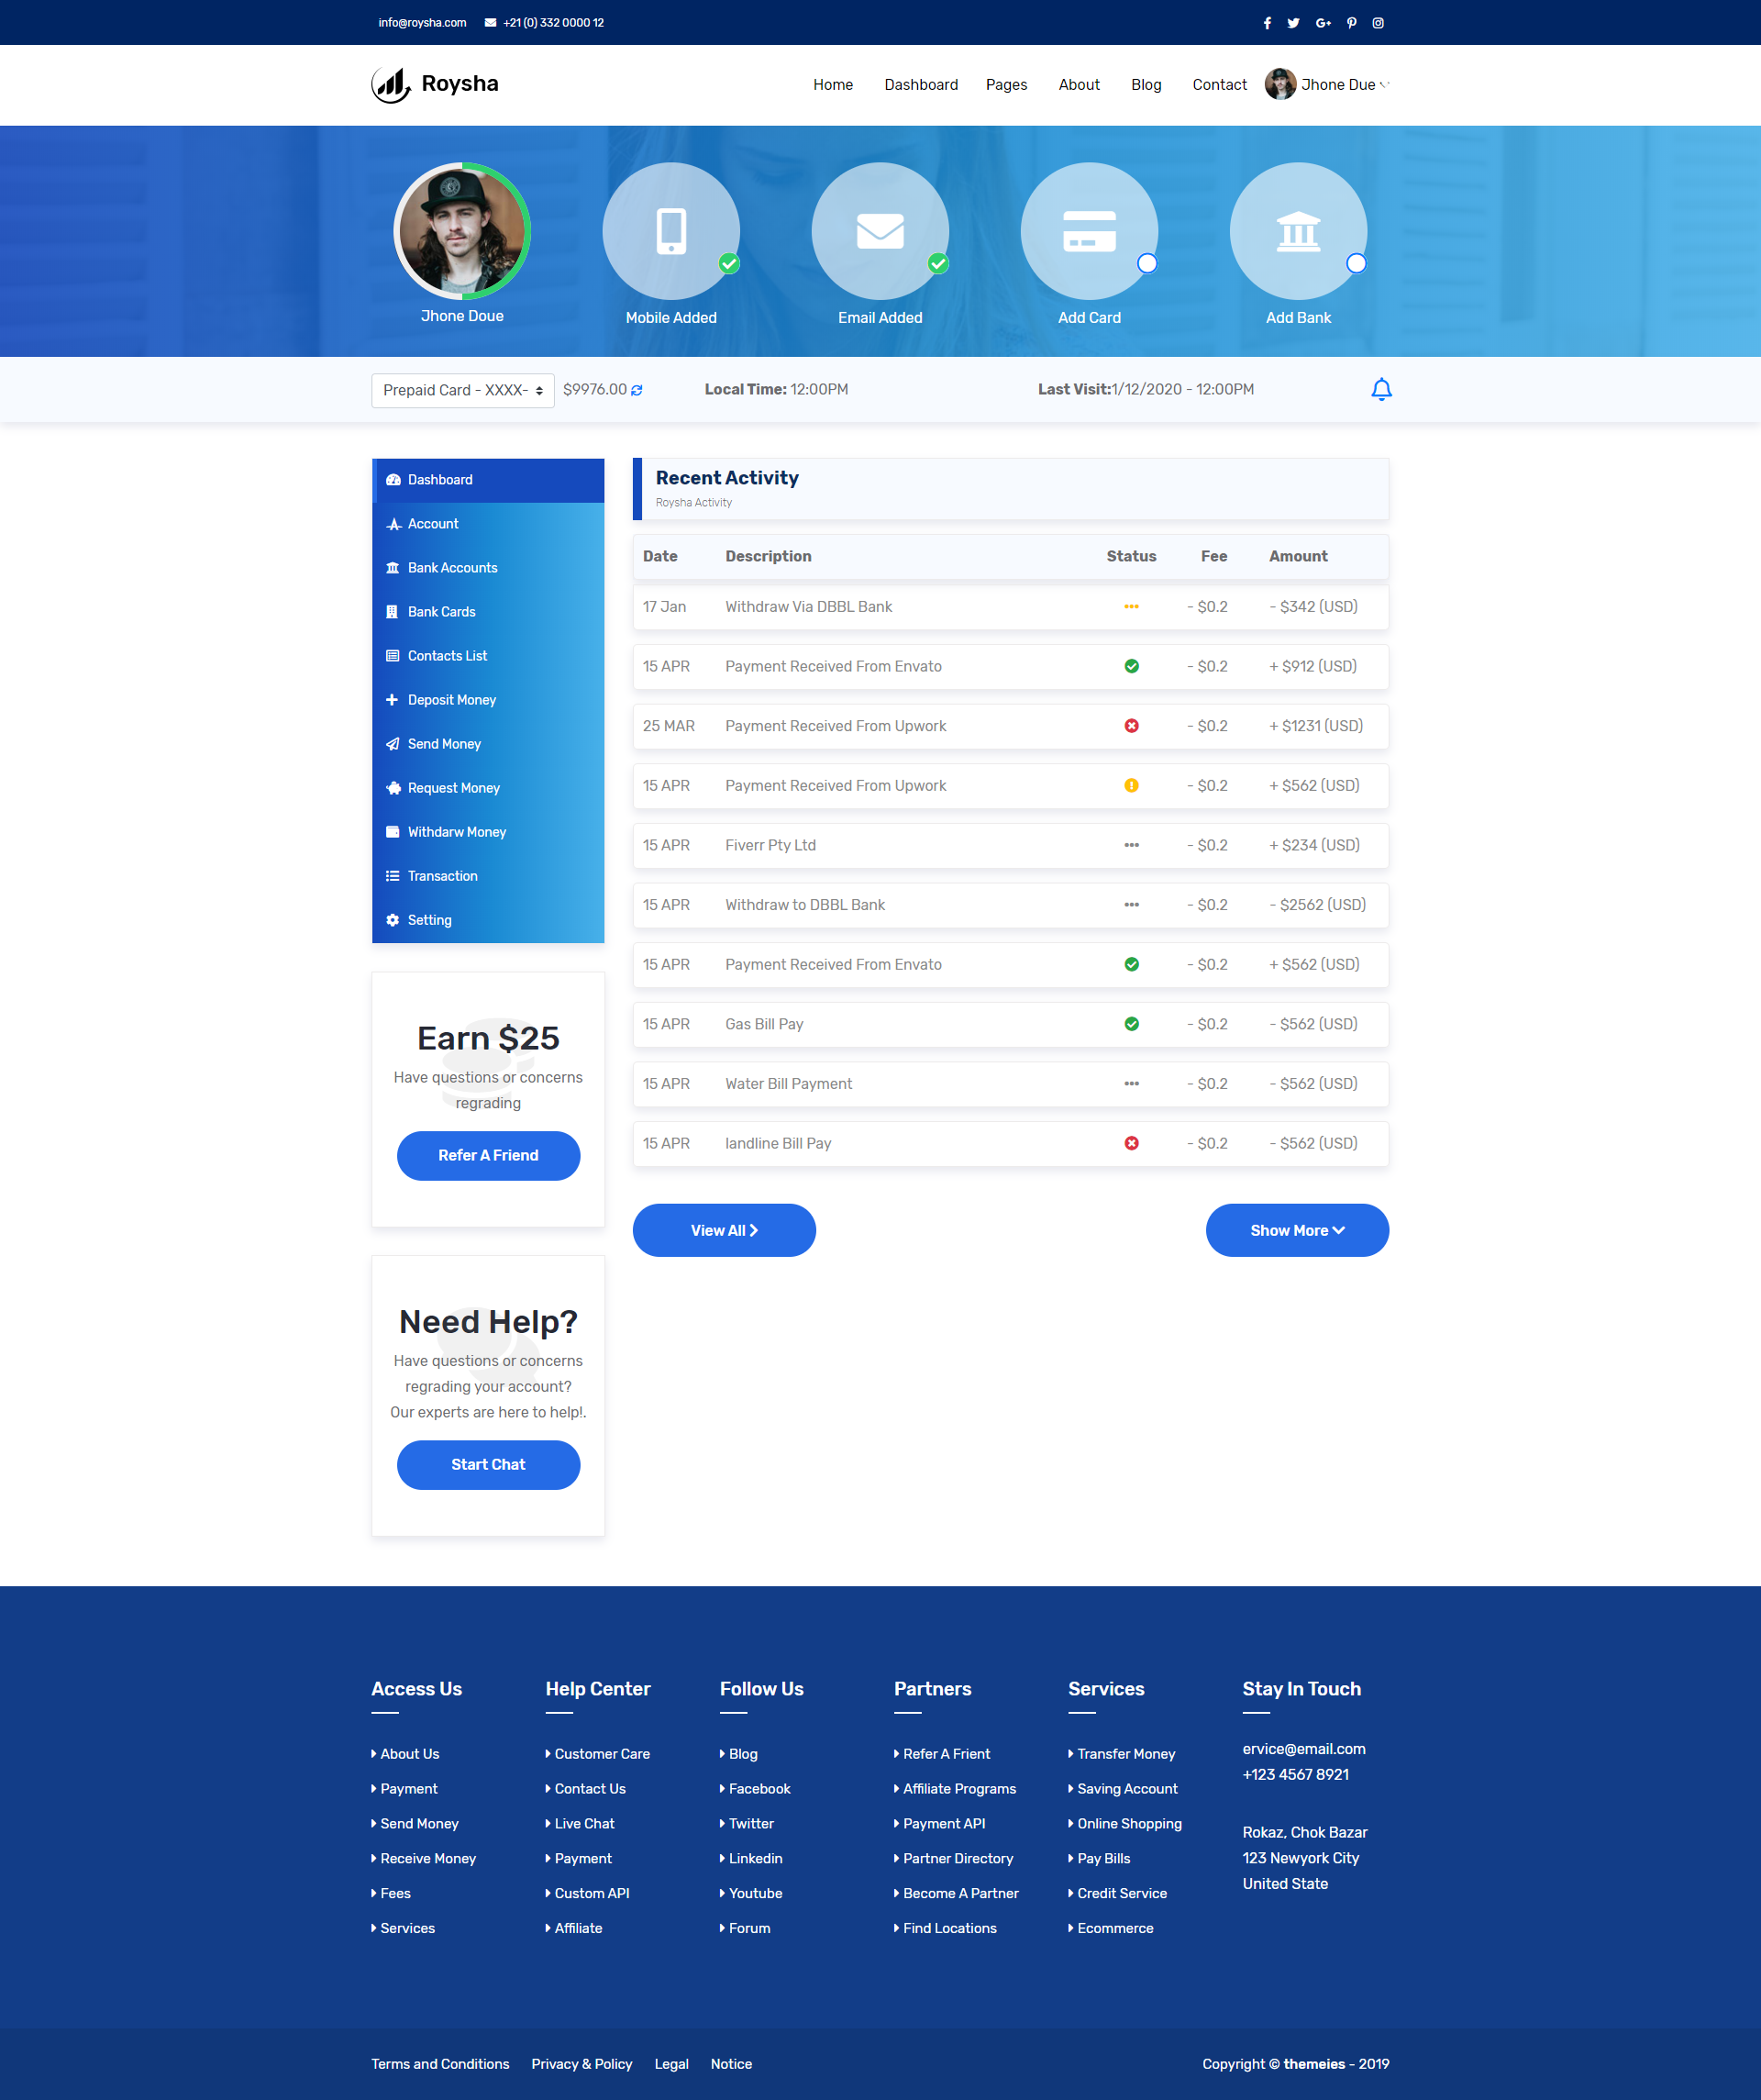 info@roysha.com +21 (0) 332 0000 12
Roysha
Home Dashboard Pages About Blog Contact Jhone Due
Jhone Doue Mobile Added Email Added Add Card Add Bank
Prepaid Card - XXXX- $9976.00 Local Time: 12:00PM Last Visit:1/12/2020 - 12:00PM
Dashboard
Account
Bank Accounts
Bank Cards
Contacts List
Deposit Money
Send Money
Request Money
Withdarw Money
Transaction
Setting
Earn $25
Have questions or concerns
regrading
Refer A Friend
Need Help?
Have questions or concerns
regrading your account?
Our experts are here to help!.
Start Chat
Recent Activity
Roysha Activity
Date Description Status Fee Amount
17 Jan Withdraw Via DBBL Bank - $0.2 - $342 (USD)
15 APR Payment Received From Envato - $0.2 + $912 (USD)
25 MAR Payment Received From Upwork - $0.2 + $1231 (USD)
15 APR Payment Received From Upwork - $0.2 + $562 (USD)
15 APR Fiverr Pty Ltd - $0.2 + $234 (USD)
15 APR Withdraw to DBBL Bank - $0.2 - $2562 (USD)
15 APR Payment Received From Envato - $0.2 + $562 (USD)
15 APR Gas Bill Pay - $0.2 - $562 (USD)
15 APR Water Bill Payment - $0.2 - $562 (USD)
15 APR landline Bill Pay - $0.2 - $562 (USD)
View All Show More
Access Us
About Us
Payment
Send Money
Receive Money
Fees
Services
Help Center
Customer Care
Contact Us
Live Chat
Payment
Custom API
Affiliate
Follow Us
Blog
Facebook
Twitter
Linkedin
Youtube
Forum
Partners
Refer A Frient
Affiliate Programs
Payment API
Partner Directory
Become A Partner
Find Locations
Services
Transfer Money
Saving Account
Online Shopping
Pay Bills
Credit Service
Ecommerce
Stay In Touch
ervice@email.com
+123 4567 8921
Rokaz, Chok Bazar
123 Newyork City
United State
Terms and Conditions Privacy & Policy Legal Notice Copyright © themeies - 2019